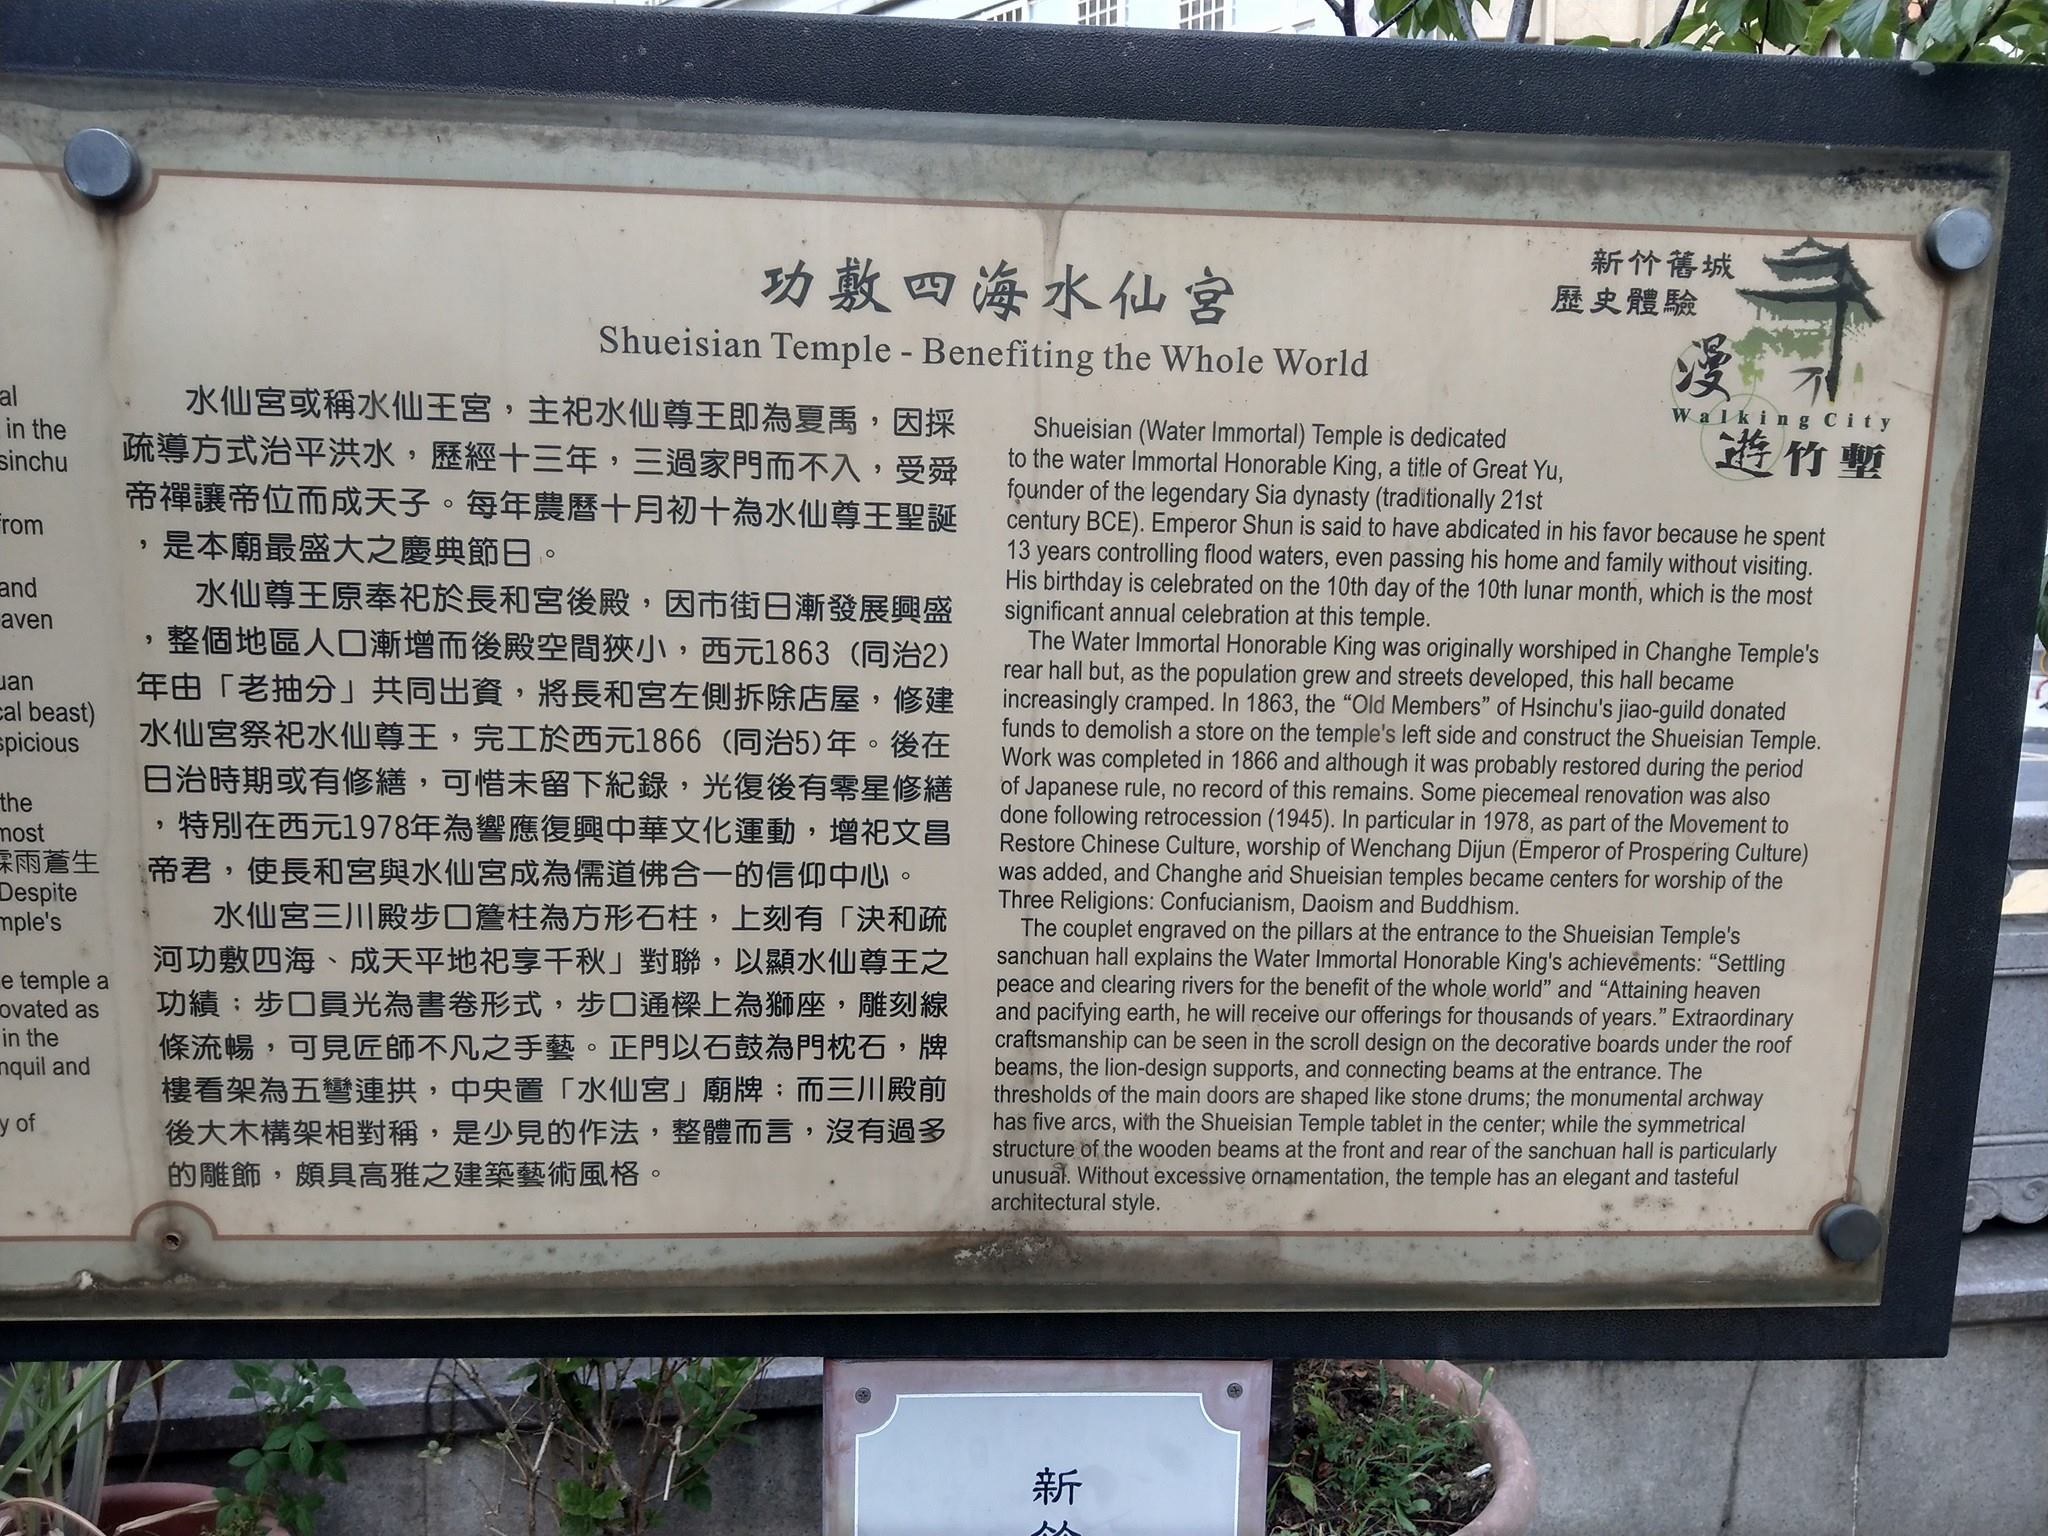 al
in the
sinchu
from
and
aven
uan
cal beast)
spicious
the
most
霖雨蒼生
Despite
mple's
e temple a
ovated as
in the
nquil and
y of
功敷四海水仙宮
Shueisian Temple - Benefiting the Whole World
水仙宮或稱水仙王宮，主祀水仙尊王即為夏禹，因採
疏導方式治平洪水，歷經十三年，三過家門而不入，受舜
帝禪讓帝位而成天子。每年農曆十月初十為水仙尊王聖誕
，是本廟最盛大之慶典節日。
水仙尊王原奉祀於長和宮後殿，因市街日漸發展興盛
，整個地區人口漸增而後殿空間狹小，西元1863 (同治2)
年由「老抽分」共同出資，將長和宮左側拆除店屋，修建
水仙宮祭祀水仙尊王，完工於西元1866 (同治5)年。後在
日治時期或有修繕，可惜未留下紀錄，光復後有零星修繕
，特別在西元1978年為響應復興中華文化運動，增祀文昌
帝君，使長和宮與水仙宮成為儒道佛合一的信仰中心。
水仙宮三川殿步口簷柱為方形石柱，上刻有「決和疏
河功敷四海、成天平地祀享千秋」對聯，以顯水仙尊王之
功績；步口員光為書卷形式，步口通樑上為獅座，雕刻線
條流暢，可見匠師不凡之手藝。正門以石鼓為門枕石，牌
樓看架為五彎連拱，中央置「水仙宮」廟牌；而三川殿前
後大木構架相對稱，是少見的作法，整體而言，沒有過多
的雕飾，頗具高雅之建築藝術風格。
Shueisian (Water Immortal) Temple is dedicated
to the water Immortal Honorable King, a title of Great Yu,
founder of the legendary Sia dynasty (traditionally 21st
century BCE). Emperor Shun is said to have abdicated in his favor because he spent
13 years controlling flood waters, even passing his home and family without visiting.
His birthday is celebrated on the 10th day of the 10th lunar month, which is the most
significant annual celebration at this temple.
The Water Immortal Honorable King was originally worshiped in Changhe Temple's
rear hall but, as the population grew and streets developed, this hall became
increasingly cramped. In 1863, the “Old Members” of Hsinchu's jiao-guild donated
funds to demolish a store on the temple's left side and construct the Shueisian Temple.
Work was completed in 1866 and although it was probably restored during the period
of Japanese rule, no record of this remains. Some piecemeal renovation was also
done following retrocession (1945). In particular in 1978, as part of the Movement to
Restore Chinese Culture, worship of Wenchang Dijun (Emperor of Prospering Culture)
was added, and Changhe and Shueisian temples became centers for worship of the
Three Religions: Confucianism, Daoism and Buddhism.
The couplet engraved on the pillars at the entrance to the Shueisian Temple's
sanchuan hall explains the Water Immortal Honorable King's achievements: “Settling
peace and clearing rivers for the benefit of the whole world” and “Attaining heaven
and pacifying earth, he will receive our offerings for thousands of years.” Extraordinary
craftsmanship can be seen in the scroll design on the decorative boards under the roof
beams, the lion-design supports, and connecting beams at the entrance. The
thresholds of the main doors are shaped like stone drums; the monumental archway
has five arcs, with the Shueisian Temple tablet in the center; while the symmetrical
structure of the wooden beams at the front and rear of the sanchuan hall is particularly
unusual. Without excessive ornamentation, the temple has an elegant and tasteful
architectural style.
新竹舊城
歷史體驗
漫
Walking City
遊竹塹
新